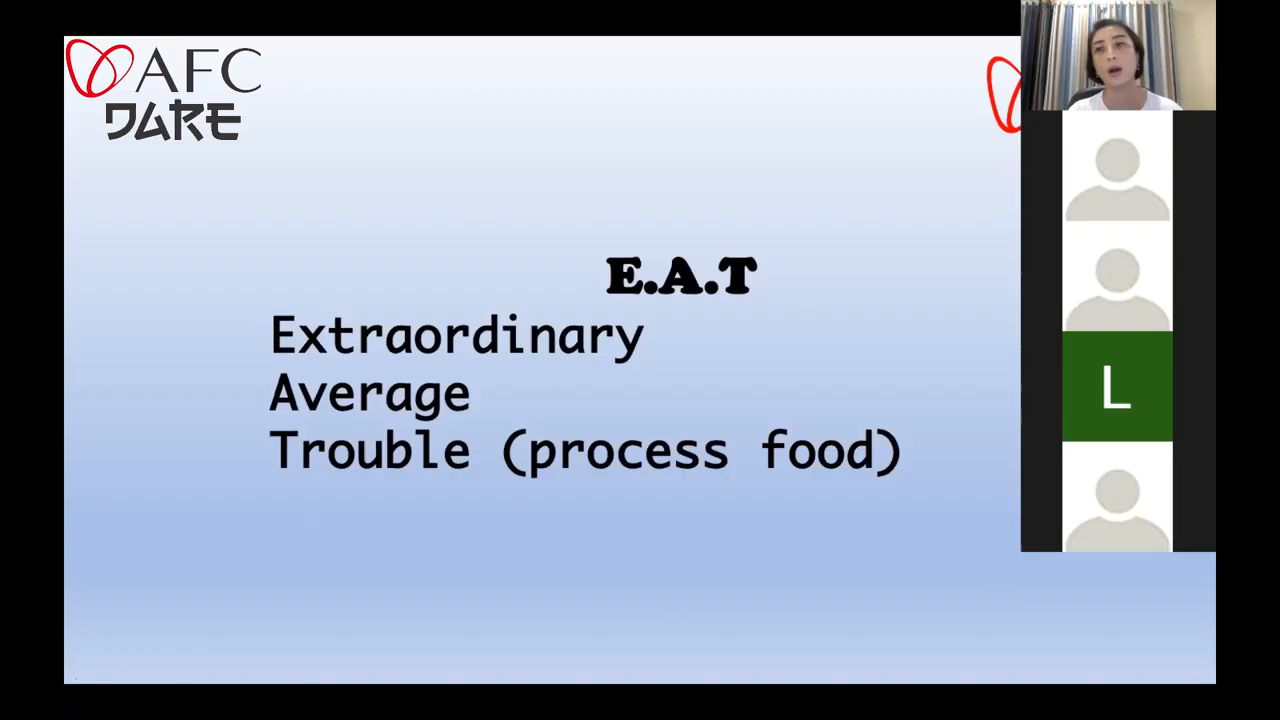 AFC
DARE
E.A.T
Extraordinary
Average
Trouble (process food)
L